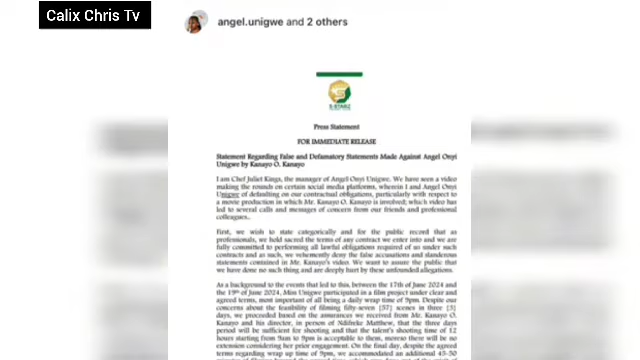 Calix Chris Tv
angel.unigwe and 2 others
S-STARZ
Press Statement
FOR IMMEDIATE RELEASE
Statement Regarding False and Defamatory Statements Made Against Angel Onyi
Unigwe by Kanayo O. Kanayo
I am Chef Juliet Kings, the manager of Angel Onyi Unigwe. We have seen a video
making the rounds on certain social media platforms, wherein I and Angel Onyi
Unigwe of defaulting on our contractual obligations, particularly with respect to
a movie production in which Mr. Kanayo O. Kanayo is involved; which video has
led to several calls and messages of concern from our friends and professional
colleagues..
First, we wish to state categorically and for the public record that as
professionals, we hold sacred the terms of any contract we enter into and we are
fully committed to performing all lawful obligations required of us under such
contracts and as such, we vehemently deny the false accusations and slanderous
statements contained in Mr. Kanayo's video. We want to assure the public that
we have done no such thing and are deeply hurt by these unfounded allegations.
As a background to the events that led to this, between the 17th of June 2024 and
the 19th of June 2024, Miss Unigwe participated in a film project under clear and
agreed terms, most important of all being a daily wrap time of 9pm. Despite our
concerns about the feasibility of filming fifty-seven [57] scenes in three [3]
days, we proceeded based on the assurances we received from Mr. Kanayo O.
Kanayo and his director, in person of Ndifreke Matthew, that the three days
period will be sufficient for shooting and that the talent's shooting time of 12
hours starting from 9am to 9pm is acceptable to them, moreso there will be no
extension considering her prior engagement. On the final day, despite the agreed
terms regarding wrap up time of 9pm, we accommodated an additional 45-50